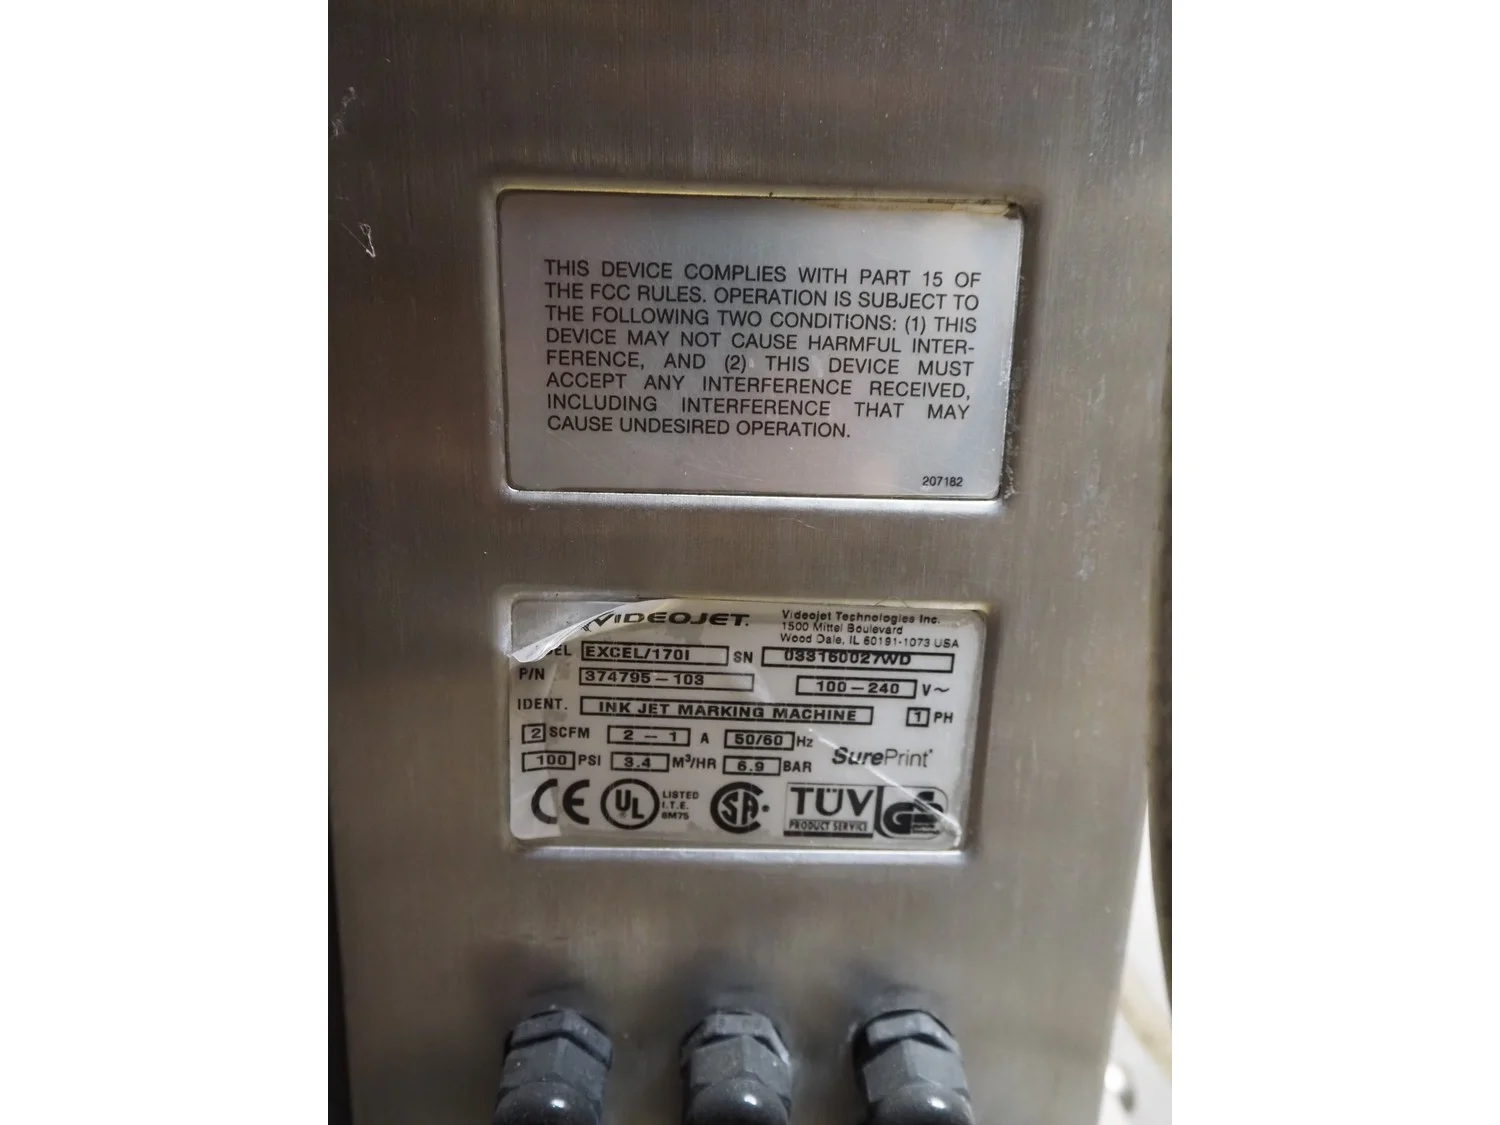 THIS DEVICE COMPLIES WITH PART 15 OF
THE FCC RULES. OPERATION IS SUBJECT TO
THE FOLLOWING TWO CONDITIONS: (1) THIS
DEVICE MAY NOT CAUSE HARMFUL INTER-
FERENCE, AND (2) THIS DEVICE MUST
ACCEPT ANY INTERFERENCE RECEIVED,
INCLUDING INTERFERENCE THAT MAY
CAUSE UNDESIRED OPERATION.
207182
VIDEOJET.
Videojet Technologies Inc.
1500 Mittel Boulevard
Wood Dale, IL 60191-1073 USA
EXCEL/170I SN 033160027WD
P/N 374795-103 100-240 V~
IDENT. INK JET MARKING MACHINE 1 PH
2 SCFM 2-1 A 50/60 Hz
100 PSI 3.4 M³/HR 6.9 BAR SurePrint
CE UL LISTED I.T.E. 8M75 SA TÜV PRODUCT SERVICE GS